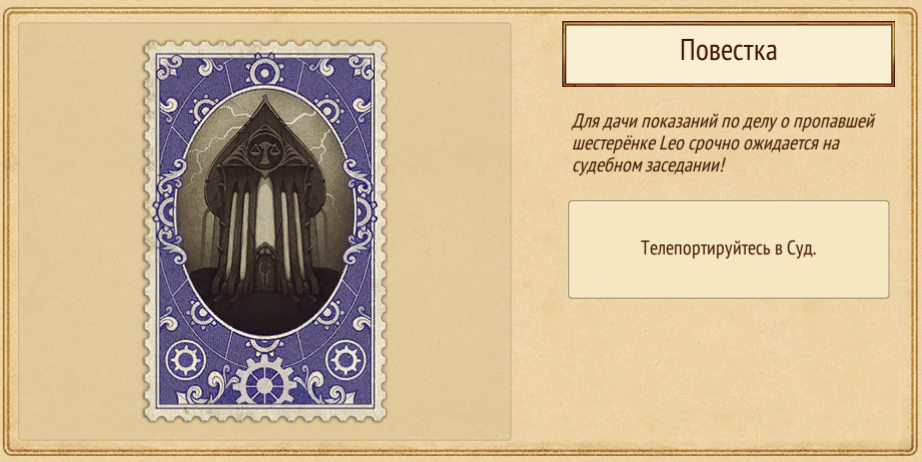 Повестка
Для дачи показаний по делу о пропавшей
шестерёнке Leo срочно ожидается на
судебном заседании!
Телепортируйтесь в Суд.